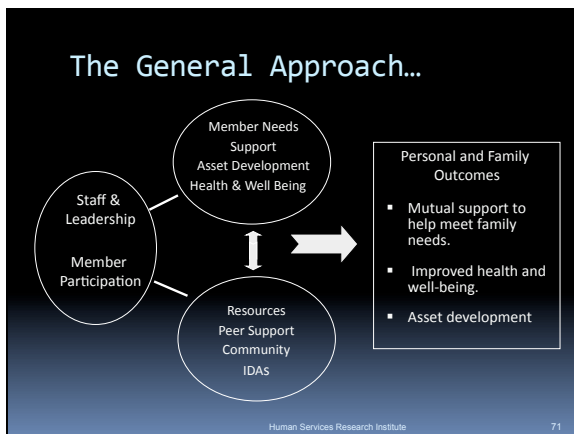 The General Approach…
Member Needs
Support
Asset Development
Health & Well Being
Staff &
Leadership
Member
Participation
Resources
Peer Support
Community
IDAs
Personal and Family
Outcomes
▪ Mutual support to
help meet family
needs.
▪ Improved health and
well-being.
▪ Asset development
Human Services Research Institute
71